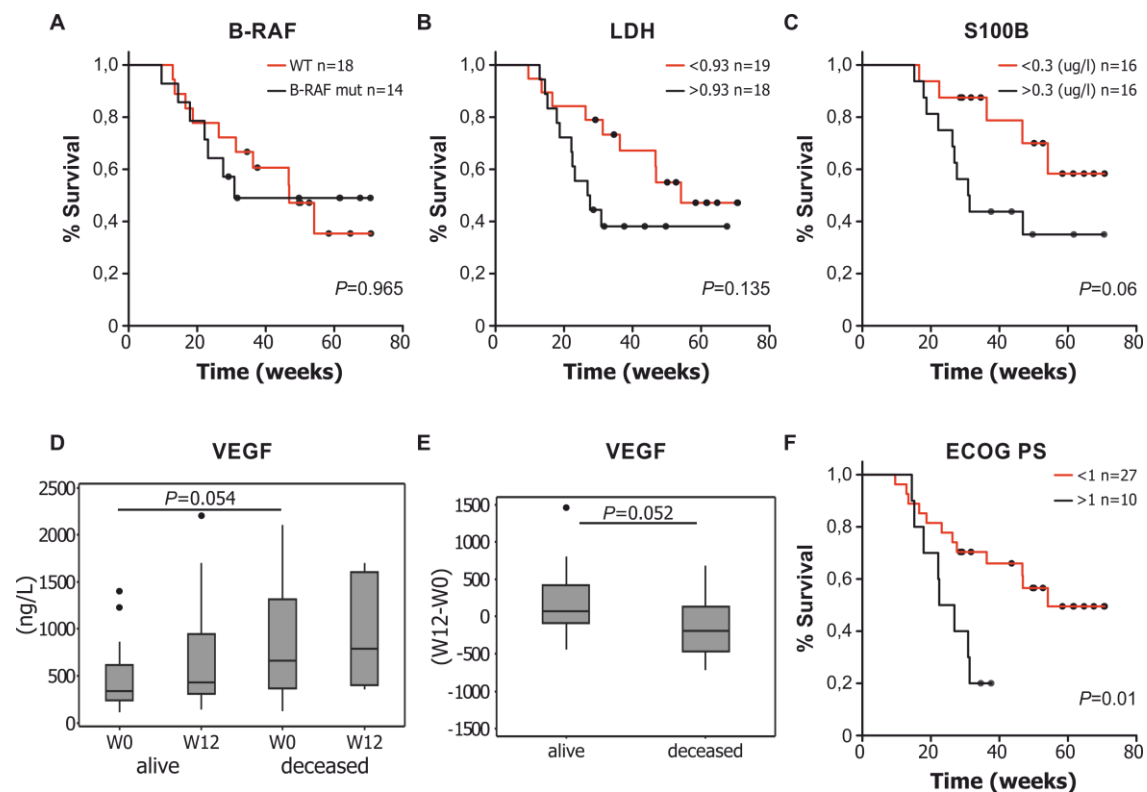 A
B-RAF
WT n=18
B-RAF mut n=14
% Survival
1,0
0,8
0,6
0,4
0,2
0
P=0.965
0 20 40 60 80
Time (weeks)
B
LDH
<0.93 n=19
>0.93 n=18
% Survival
1,0
0,8
0,6
0,4
0,2
0
P=0.135
0 20 40 60 80
Time (weeks)
C
S100B
<0.3 (ug/l) n=16
>0.3 (ug/l) n=16
% Survival
1,0
0,8
0,6
0,4
0,2
0
P=0.06
0 20 40 60 80
Time (weeks)
D
VEGF
P=0.054
(ng/L)
2500
2000
1500
1000
500
0
W0 W12 W0 W12
alive deceased
E
VEGF
P=0.052
(W12-W0)
1500
1000
500
0
-500
-1000
-1500
alive deceased
F
ECOG PS
<1 n=27
>1 n=10
% Survival
1,0
0,8
0,6
0,4
0,2
0
P=0.01
0 20 40 60 80
Time (weeks)